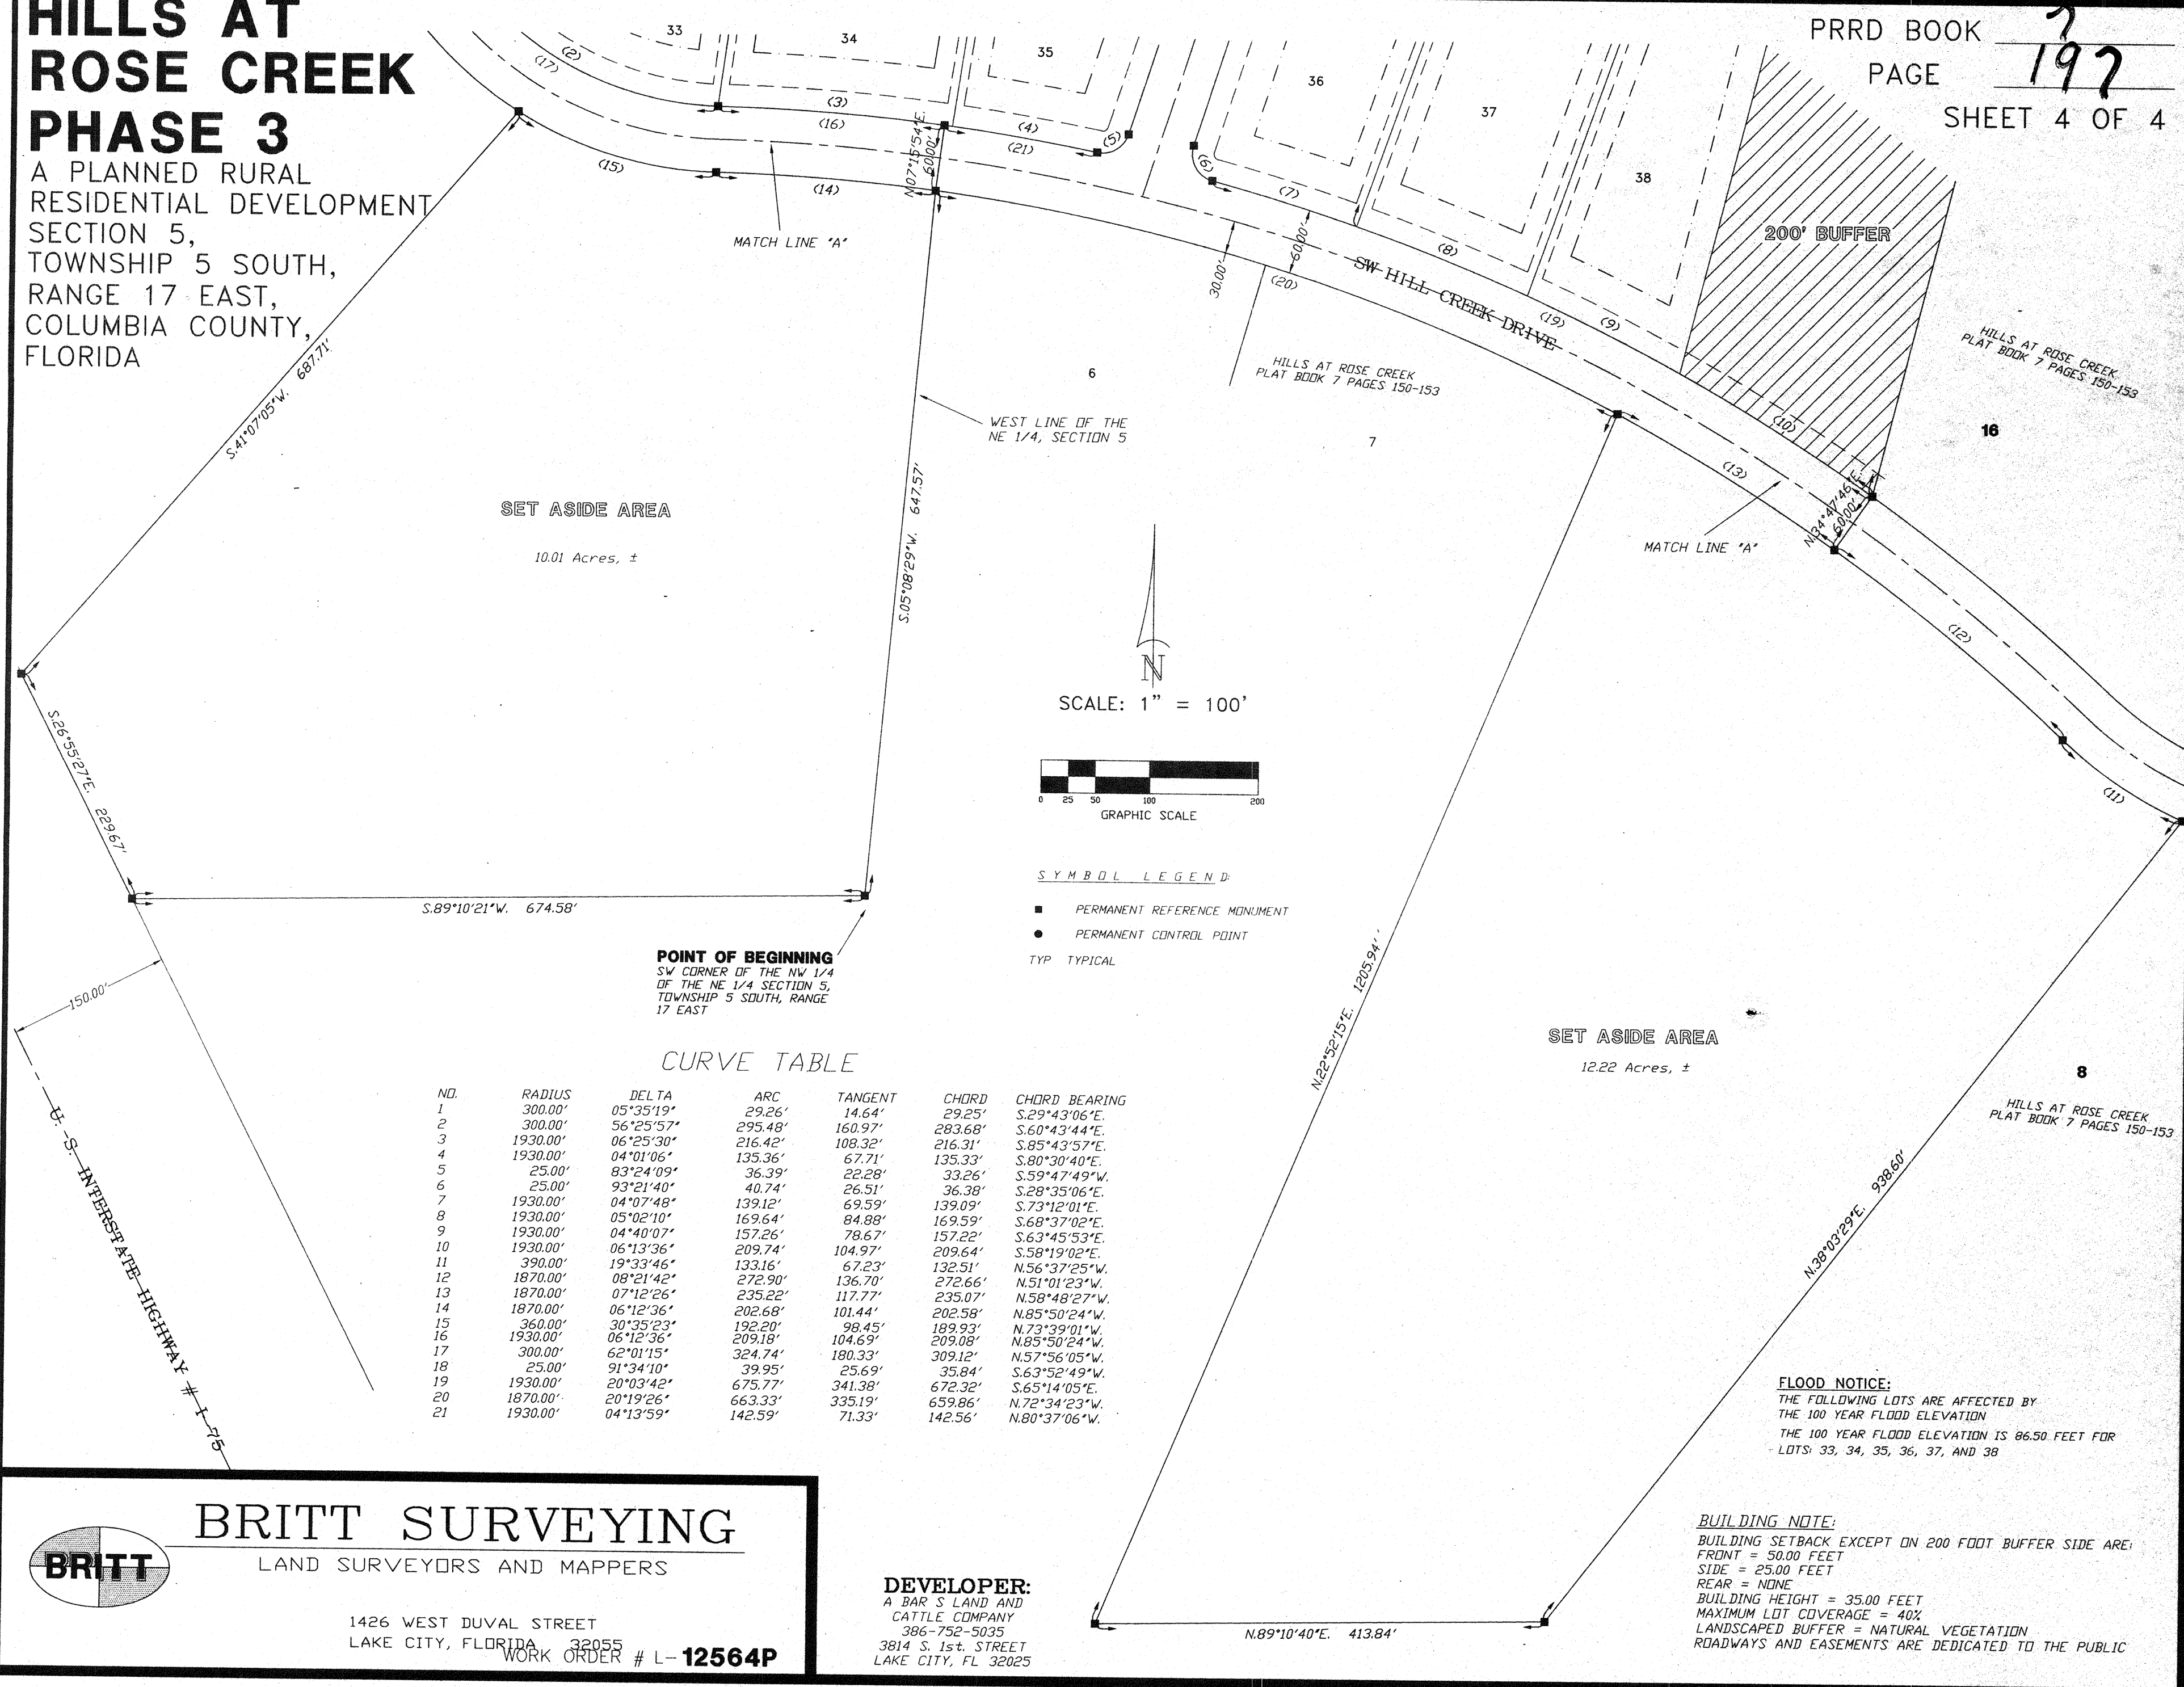 HILLS AT
ROSE CREEK
PHASE 3
A PLANNED RURAL
RESIDENTIAL DEVELOPMENT
SECTION 5,
TOWNSHIP 5 SOUTH,
RANGE 17 EAST,
COLUMBIA COUNTY,
FLORIDA
PRRD BOOK 7
PAGE 197
SHEET 4 OF 4
33
34
35
36
37
38
(2)
(17)
(3)
(16)
(4)
(21)
(5)
(6)
(7)
(8)
(15)
(14)
N.07°15'54"E.
60.00'
MATCH LINE "A"
30.00'
60.00'
(20)
SW HILL CREEK DRIVE
(19)
(9)
(10)
200' BUFFER
HILLS AT ROSE CREEK
PLAT BOOK 7 PAGES 150-153
16
S.41°07'05"W. 687.71'
6
HILLS AT ROSE CREEK
PLAT BOOK 7 PAGES 150-153
7
WEST LINE OF THE
NE 1/4, SECTION 5
(13)
N.34°47'46"E.
60.00'
MATCH LINE "A"
(12)
(11)
SET ASIDE AREA
10.01 Acres, ±
S.05°08'29"W. 647.57'
N
SCALE: 1" = 100'
0 25 50 100 200
GRAPHIC SCALE
S.26°55'27"E. 229.67'
S.89°10'21"W. 674.58'
SYMBOL LEGEND:
PERMANENT REFERENCE MONUMENT
PERMANENT CONTROL POINT
TYP TYPICAL
POINT OF BEGINNING
SW CORNER OF THE NW 1/4
OF THE NE 1/4 SECTION 5,
TOWNSHIP 5 SOUTH, RANGE
17 EAST
150.00'
U. S. INTERSTATE HIGHWAY # I-75
N.22°52'15"E. 1205.94'
SET ASIDE AREA
12.22 Acres, ±
8
HILLS AT ROSE CREEK
PLAT BOOK 7 PAGES 150-153
N.38°03'29"E. 938.60'
CURVE TABLE
NO. RADIUS DELTA ARC TANGENT CHORD CHORD BEARING
1 300.00' 05°35'19" 29.26' 14.64' 29.25' S.29°43'06"E.
2 300.00' 56°25'57" 295.48' 160.97' 283.68' S.60°43'44"E.
3 1930.00' 06°25'30" 216.42' 108.32' 216.31' S.85°43'57"E.
4 1930.00' 04°01'06" 135.36' 67.71' 135.33' S.80°30'40"E.
5 25.00' 83°24'09" 36.39' 22.28' 33.26' S.59°47'49"W.
6 25.00' 93°21'40" 40.74' 26.51' 36.38' S.28°35'06"E.
7 1930.00' 04°07'48" 139.12' 69.59' 139.09' S.73°12'01"E.
8 1930.00' 05°02'10" 169.64' 84.88' 169.59' S.68°37'02"E.
9 1930.00' 04°40'07" 157.26' 78.67' 157.22' S.63°45'53"E.
10 1930.00' 06°13'36" 209.74' 104.97' 209.64' S.58°19'02"E.
11 390.00' 19°33'46" 133.16' 67.23' 132.51' N.56°37'25"W.
12 1870.00' 08°21'42" 272.90' 136.70' 272.66' N.51°01'23"W.
13 1870.00' 07°12'26" 235.22' 117.77' 235.07' N.58°48'27"W.
14 1870.00' 06°12'36" 202.68' 101.44' 202.58' N.85°50'24"W.
15 360.00' 30°35'23" 192.20' 98.45' 189.93' N.73°39'01"W.
16 1930.00' 06°12'36" 209.18' 104.69' 209.08' N.85°50'24"W.
17 300.00' 62°01'15" 324.74' 180.33' 309.12' N.57°56'05"W.
18 25.00' 91°34'10" 39.95' 25.69' 35.84' S.63°52'49"W.
19 1930.00' 20°03'42" 675.77' 341.38' 672.32' S.65°14'05"E.
20 1870.00' 20°19'26" 663.33' 335.19' 659.86' N.72°34'23"W.
21 1930.00' 04°13'59" 142.59' 71.33' 142.56' N.80°37'06"W.
FLOOD NOTICE:
THE FOLLOWING LOTS ARE AFFECTED BY
THE 100 YEAR FLOOD ELEVATION
THE 100 YEAR FLOOD ELEVATION IS 86.50 FEET FOR
LOTS: 33, 34, 35, 36, 37, AND 38
BUILDING NOTE:
BUILDING SETBACK EXCEPT ON 200 FOOT BUFFER SIDE ARE:
FRONT = 50.00 FEET
SIDE = 25.00 FEET
REAR = NONE
BUILDING HEIGHT = 35.00 FEET
MAXIMUM LOT COVERAGE = 40%
LANDSCAPED BUFFER = NATURAL VEGETATION
ROADWAYS AND EASEMENTS ARE DEDICATED TO THE PUBLIC
N.89°10'40"E. 413.84'
DEVELOPER:
A BAR S LAND AND
CATTLE COMPANY
386-752-5035
3814 S. 1st. STREET
LAKE CITY, FL 32025
BRITT
BRITT SURVEYING
LAND SURVEYORS AND MAPPERS
1426 WEST DUVAL STREET
LAKE CITY, FLORIDA 32055
WORK ORDER # L-12564P